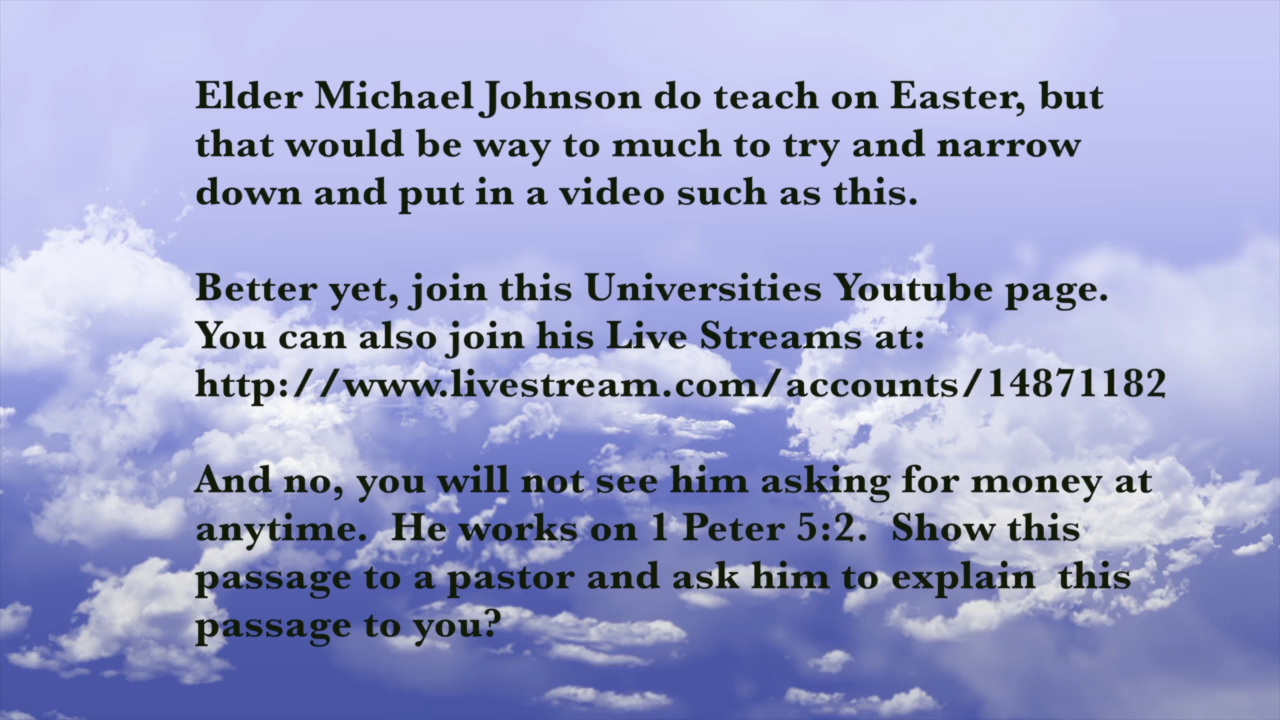 Elder Michael Johnson do teach on Easter, but
that would be way to much to try and narrow
down and put in a video such as this.
Better yet, join this Universities Youtube page.
You can also join his Live Streams at:
http://www.livestream.com/accounts/14871182
And no, you will not see him asking for money at
anytime.  He works on 1 Peter 5:2.  Show this
passage to a pastor and ask him to explain  this
passage to you?